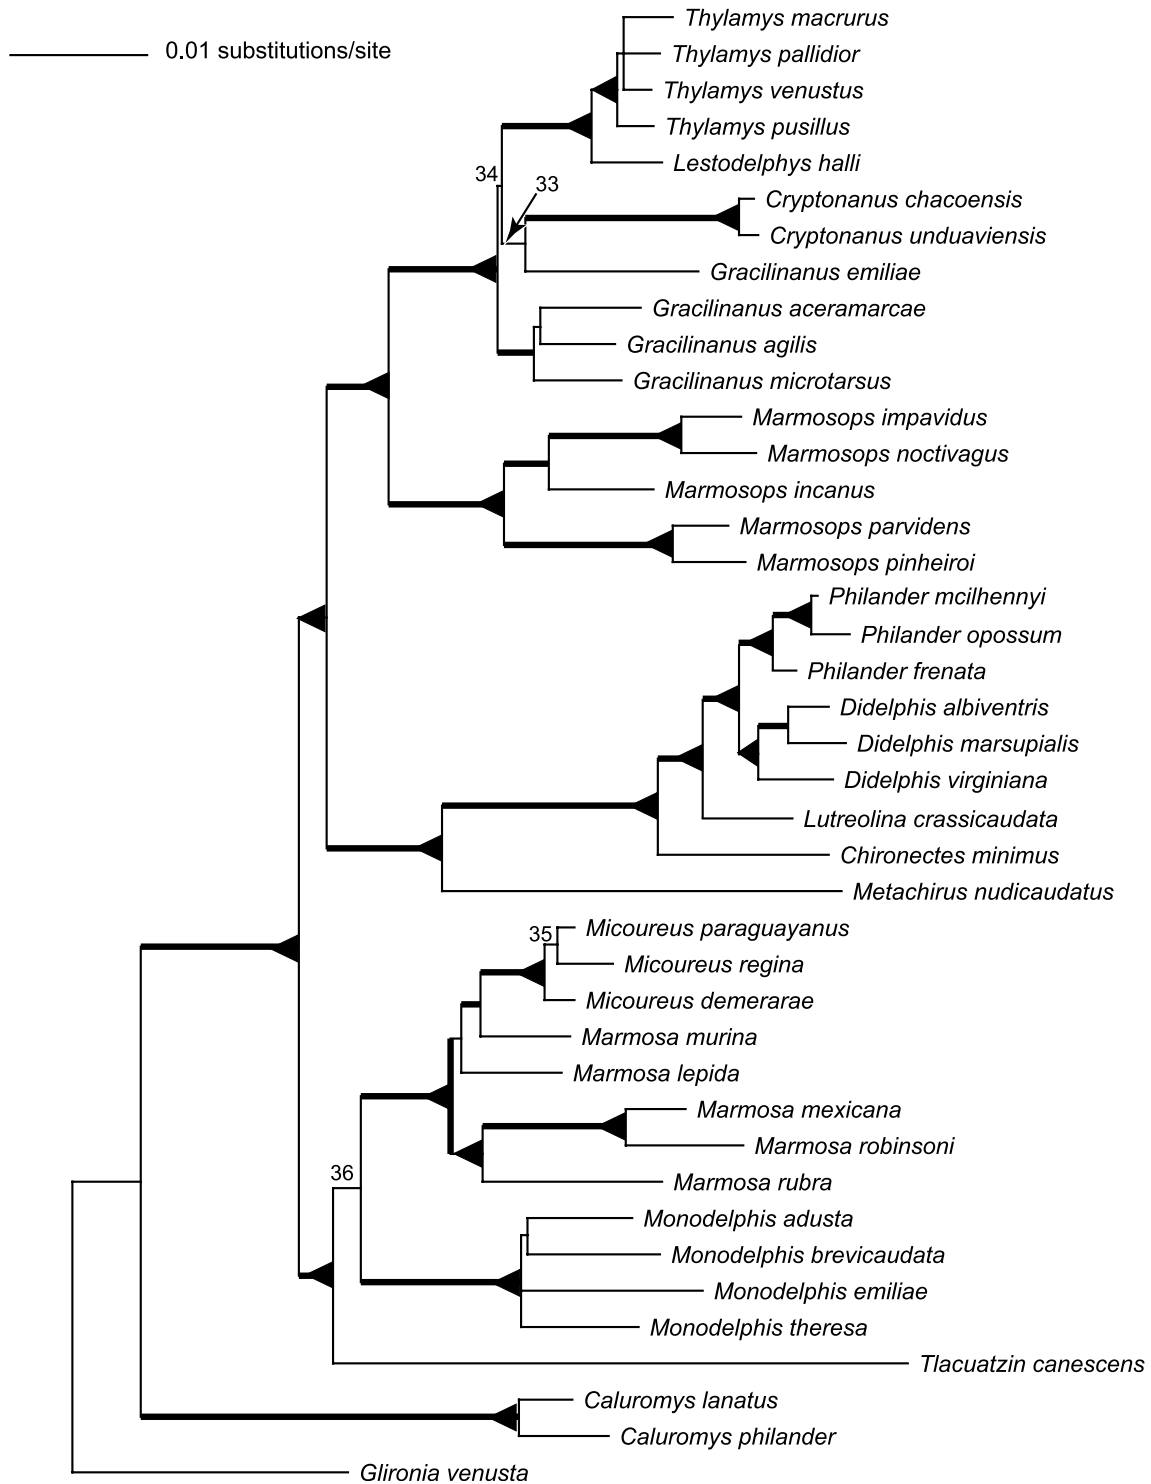 Thylamys macrurus
0.01 substitutions/site
Thylamys pallidior
Thylamys venustus
Thylamys pusillus
Lestodelphys halli
34
33
Cryptonanus chacoensis
Cryptonanus unduaviensis
Gracilinanus emiliae
Gracilinanus aceramarcae
Gracilinanus agilis
Gracilinanus microtarsus
Marmosops impavidus
Marmosops noctivagus
Marmosops incanus
Marmosops parvidens
Marmosops pinheiroi
Philander mcilhennyi
Philander opossum
Philander frenata
Didelphis albiventris
Didelphis marsupialis
Didelphis virginiana
Lutreolina crassicaudata
Chironectes minimus
Metachirus nudicaudatus
Micoureus paraguayanus
35
Micoureus regina
Micoureus demerarae
Marmosa murina
Marmosa lepida
Marmosa mexicana
Marmosa robinsoni
36
Marmosa rubra
Monodelphis adusta
Monodelphis brevicaudata
Monodelphis emiliae
Monodelphis theresa
Tlacuatzin canescens
Caluromys lanatus
Caluromys philander
Glironia venusta